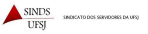 SINDS
UFSJ
SINDICATO DOS SERVIDORES DA UFSJ